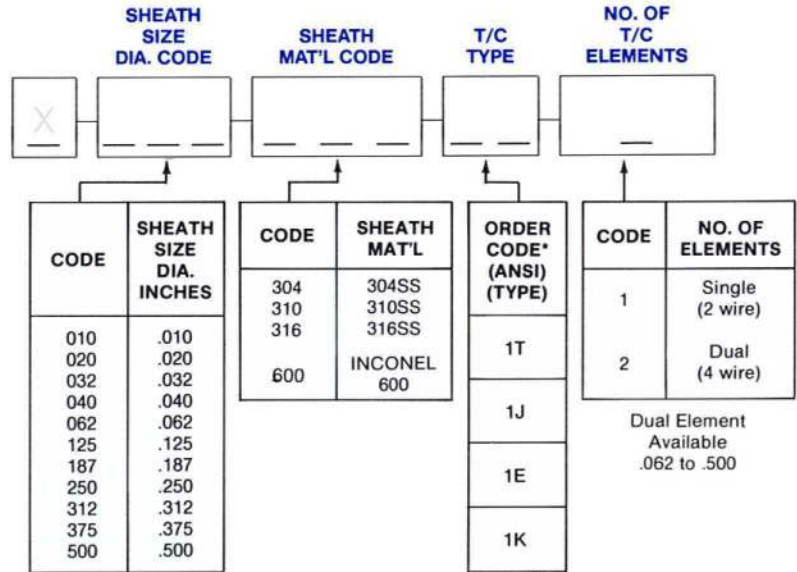 SHEATH
SIZE
DIA. CODE
SHEATH
MAT'L CODE
T/C
TYPE
NO. OF
T/C
ELEMENTS
X
CODE
SHEATH
SIZE
DIA.
INCHES
010 .010
020 .020
032 .032
040 .040
062 .062
125 .125
187 .187
250 .250
312 .312
375 .375
500 .500
CODE
SHEATH
MAT'L
304 304SS
310 310SS
316 316SS
600 INCONEL
600
ORDER
CODE*
(ANSI)
(TYPE)
1T
1J
1E
1K
CODE
NO. OF
ELEMENTS
1 Single
(2 wire)
2 Dual
(4 wire)
Dual Element
Available
.062 to .500